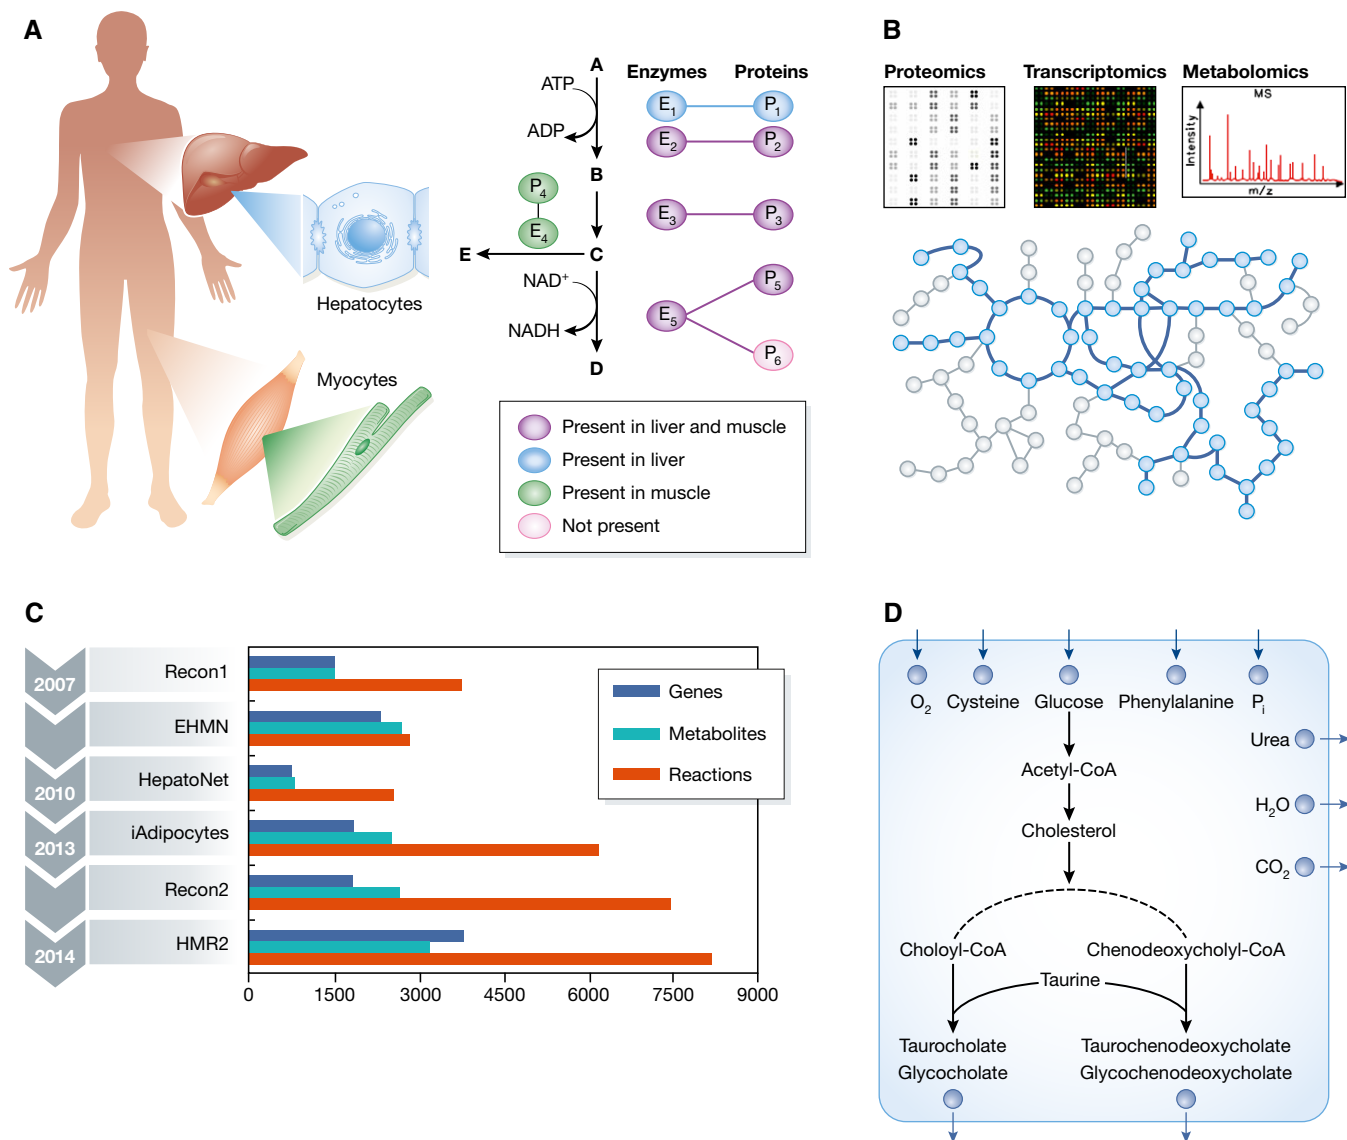 A
A
ATP
ADP
B
P4
E4
E
C
NAD+
NADH
D
Enzymes
Proteins
E1
P1
E2
P2
E3
P3
E5
P5
P6
Hepatocytes
Myocytes
Present in liver and muscle
Present in liver
Present in muscle
Not present
B
Proteomics
Transcriptomics
Metabolomics
MS
Intensity
m/z
C
2007
2010
2013
2014
Recon1
EHMN
HepatoNet
iAdipocytes
Recon2
HMR2
Genes
Metabolites
Reactions
0
1500
3000
4500
6000
7500
9000
D
O2
Cysteine
Glucose
Phenylalanine
Pi
Urea
H2O
CO2
Acetyl-CoA
Cholesterol
Choloyl-CoA
Chenodeoxycholyl-CoA
Taurine
Taurocholate
Glycocholate
Taurochenodeoxycholate
Glycochenodeoxycholate